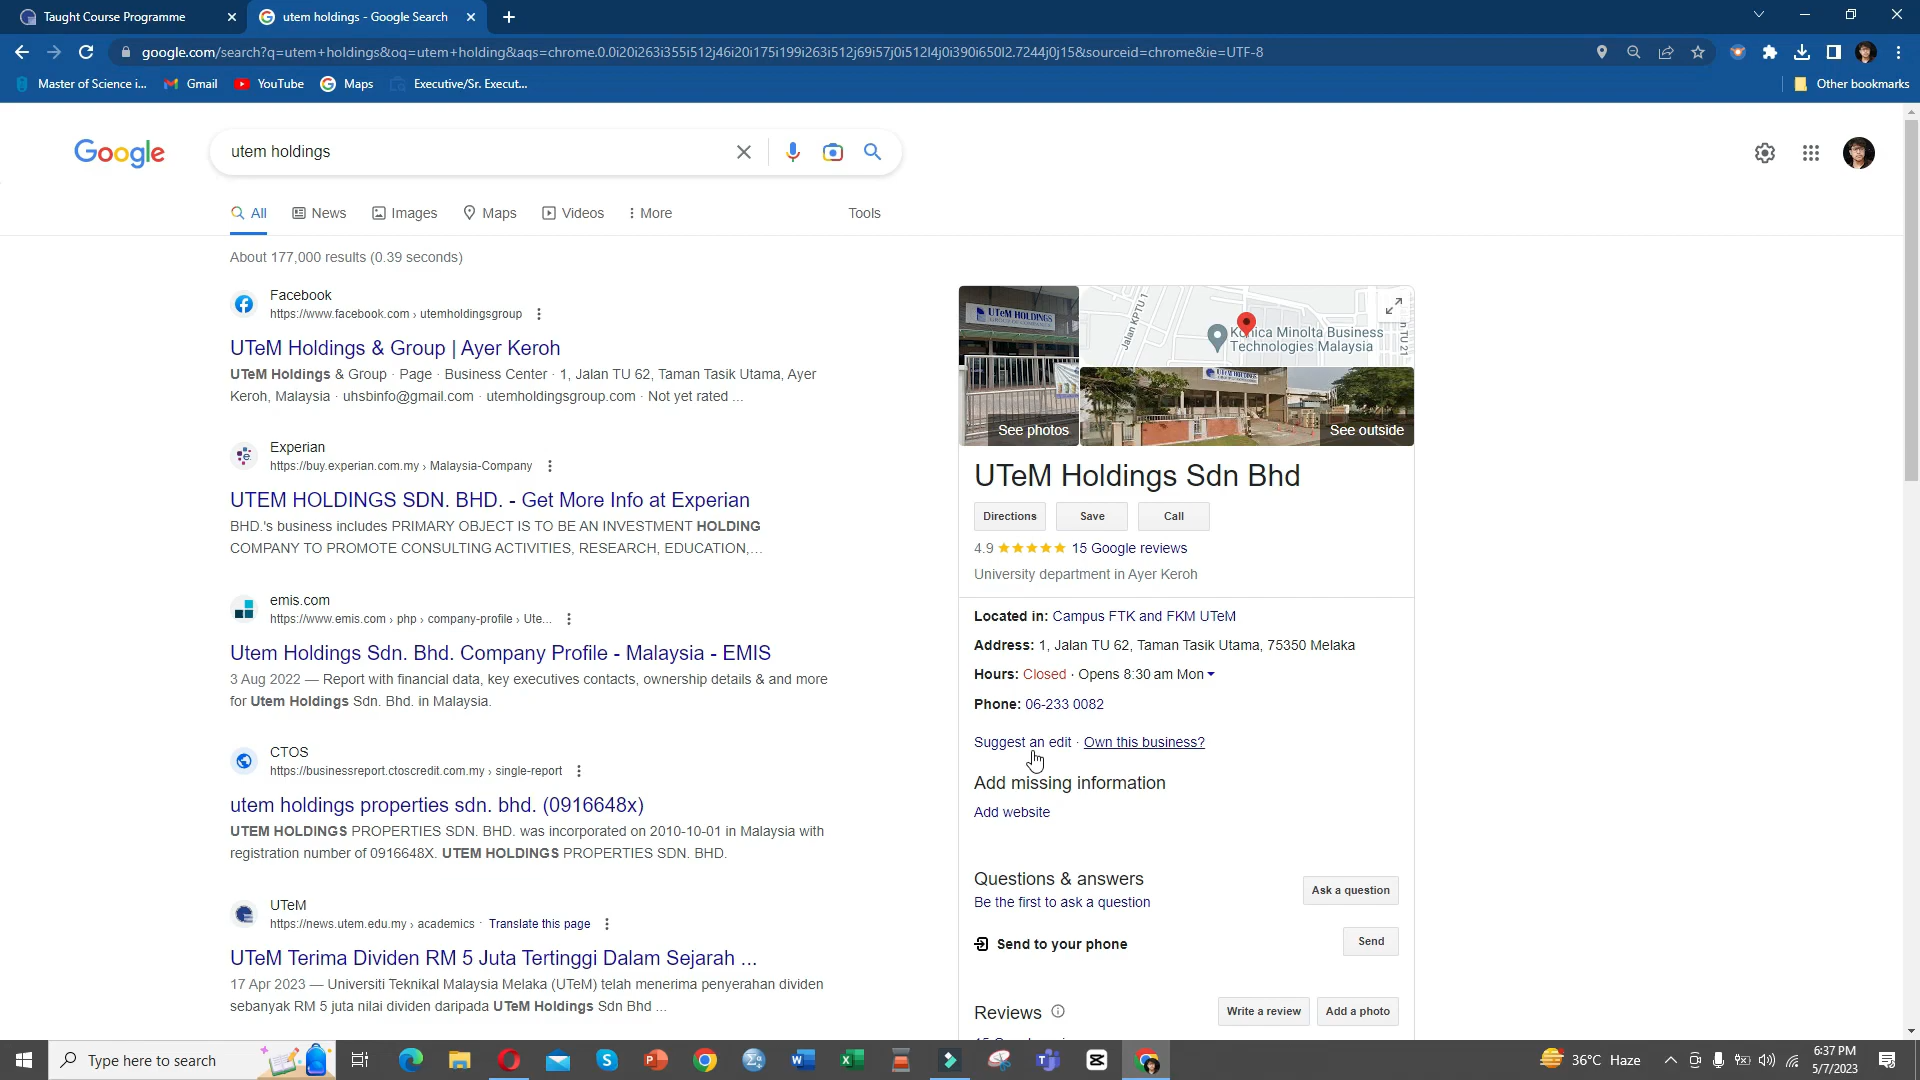 Taught Course Programme
utem holdings - Google Search
google.com/search?q=utem+holdings&oq=utem+holding&aqs=chrome.0.0i20i263i355i512j46i20i175i199i263i512j69i57j0i512l4j0i390i650l2.7244j0j15&sourceid=chrome&ie=UTF-8
Master of Science i...
Gmail
YouTube
Maps
Executive/Sr. Execut...
Other bookmarks
Google
utem holdings
All
News
Images
Maps
Videos
More
Tools
About 177,000 results (0.39 seconds)
Facebook
https://www.facebook.com › utemholdingsgroup
UTeM Holdings & Group | Ayer Keroh
UTeM Holdings & Group · Page · Business Center · 1, Jalan TU 62, Taman Tasik Utama, Ayer
Keroh, Malaysia · uhsbinfo@gmail.com · utemholdingsgroup.com · Not yet rated ...
Experian
https://buy.experian.com.my › Malaysia-Company
UTEM HOLDINGS SDN. BHD. - Get More Info at Experian
BHD.'s business includes PRIMARY OBJECT IS TO BE AN INVESTMENT HOLDING
COMPANY TO PROMOTE CONSULTING ACTIVITIES, RESEARCH, EDUCATION,...
emis.com
https://www.emis.com › php › company-profile › Ute...
Utem Holdings Sdn. Bhd. Company Profile - Malaysia - EMIS
3 Aug 2022 — Report with financial data, key executives contacts, ownership details & and more
for Utem Holdings Sdn. Bhd. in Malaysia.
CTOS
https://businessreport.ctoscredit.com.my › single-report
utem holdings properties sdn. bhd. (0916648x)
UTEM HOLDINGS PROPERTIES SDN. BHD. was incorporated on 2010-10-01 in Malaysia with
registration number of 0916648X. UTEM HOLDINGS PROPERTIES SDN. BHD.
UTeM
https://news.utem.edu.my › academics · Translate this page
UTeM Terima Dividen RM 5 Juta Tertinggi Dalam Sejarah ...
17 Apr 2023 — Universiti Teknikal Malaysia Melaka (UTeM) telah menerima penyerahan dividen
sebanyak RM 5 juta nilai dividen daripada UTeM Holdings Sdn Bhd ...
UTeM HOLDINGS
See photos
Jalan KPTU 1
Konica Minolta Business
Technologies Malaysia
TU 21
UTeM HOLDINGS
See outside
UTeM Holdings Sdn Bhd
Directions
Save
Call
4.9
15 Google reviews
University department in Ayer Keroh
Located in: Campus FTK and FKM UTeM
Address: 1, Jalan TU 62, Taman Tasik Utama, 75350 Melaka
Hours: Closed · Opens 8:30 am Mon
Phone: 06-233 0082
Suggest an edit · Own this business?
Add missing information
Add website
Questions & answers
Be the first to ask a question
Ask a question
Send to your phone
Send
Reviews
Write a review
Add a photo
Type here to search
36°C Haze
6:37 PM
5/7/2023